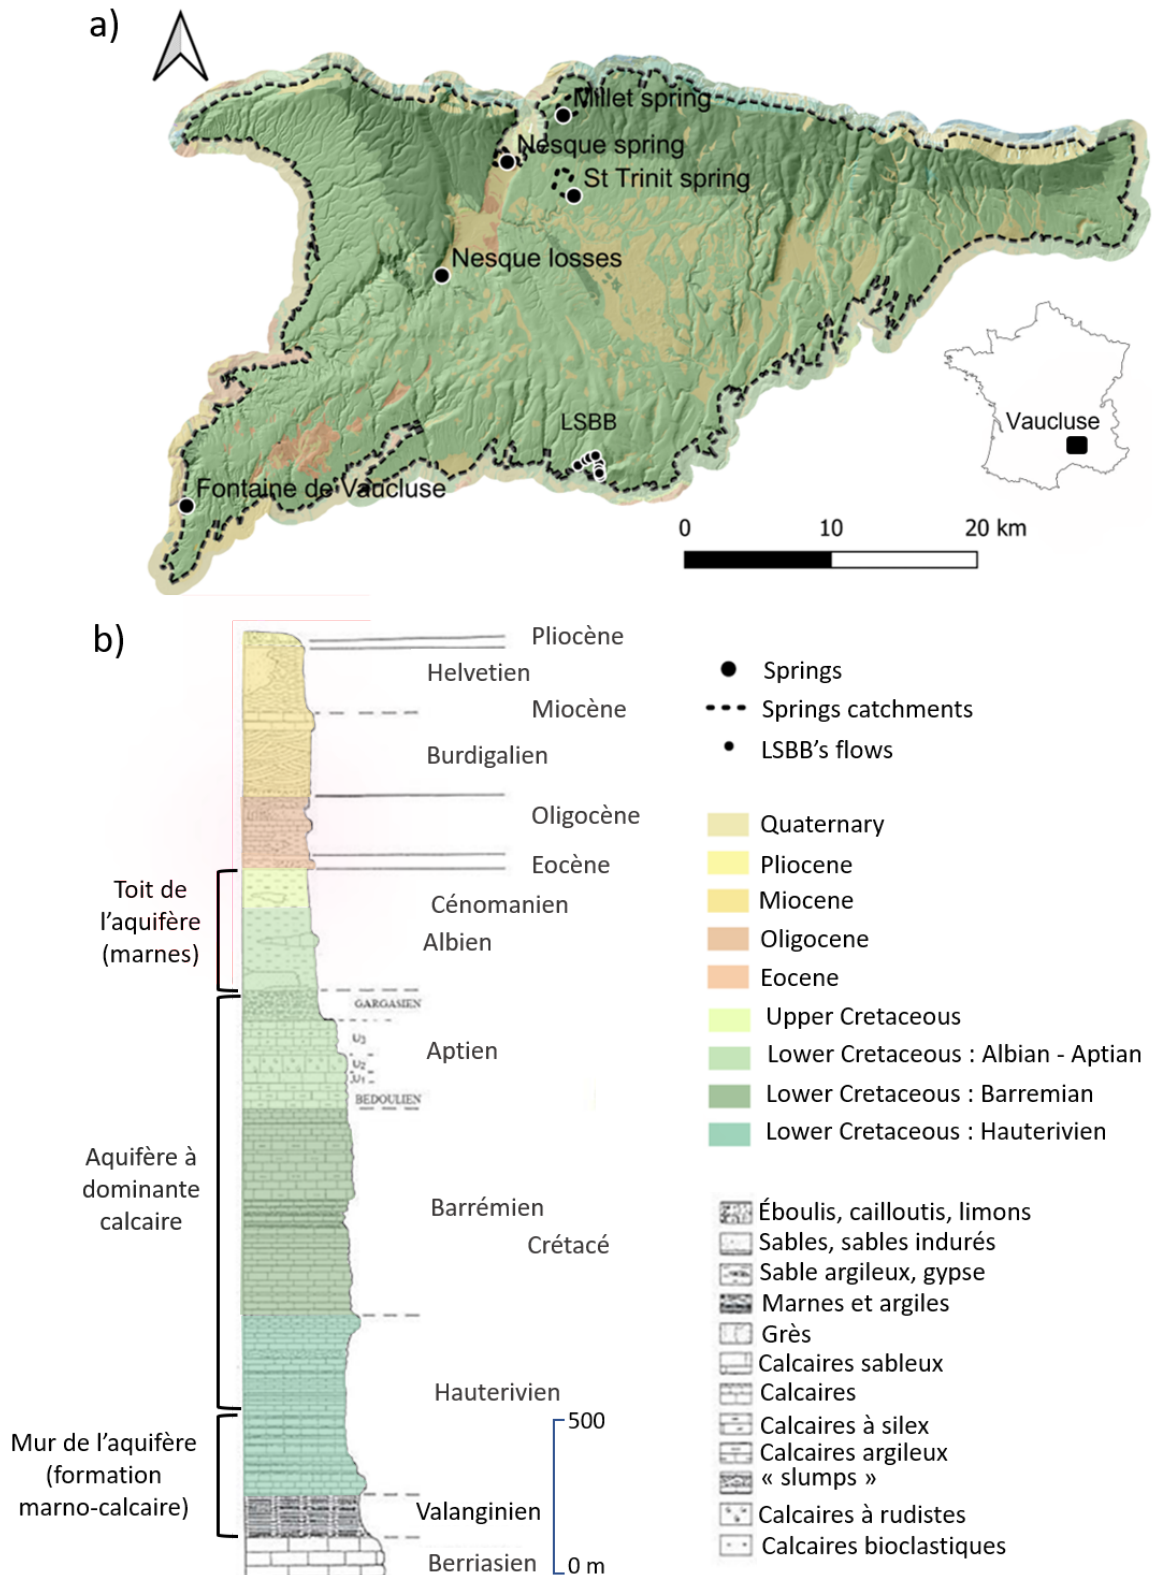 a)
Millet spring
Nesque spring
St Trinit spring
Nesque losses
LSBB
Vaucluse
Fontaine de Vaucluse
0 10 20 km
b)
Pliocène
Helvetien
Miocène
Burdigalien
Oligocène
Eocène
Toit de
l'aquifère
(marnes)
Cénomanien
Albien
GARGASIEN
U3
Aptien
U2
U1
BEDOULIEN
Aquifère à
dominante
calcaire
Barrémien
Crétacé
Hauterivien
Mur de l'aquifère
(formation
marno-calcaire)
Valanginien
Berriasien
500
0 m
Springs
Springs catchments
LSBB's flows
Quaternary
Pliocene
Miocene
Oligocene
Eocene
Upper Cretaceous
Lower Cretaceous : Albian - Aptian
Lower Cretaceous : Barremian
Lower Cretaceous : Hauterivien
Éboulis, cailloutis, limons
Sables, sables indurés
Sable argileux, gypse
Marnes et argiles
Grès
Calcaires sableux
Calcaires
Calcaires à silex
Calcaires argileux
« slumps »
Calcaires à rudistes
Calcaires bioclastiques